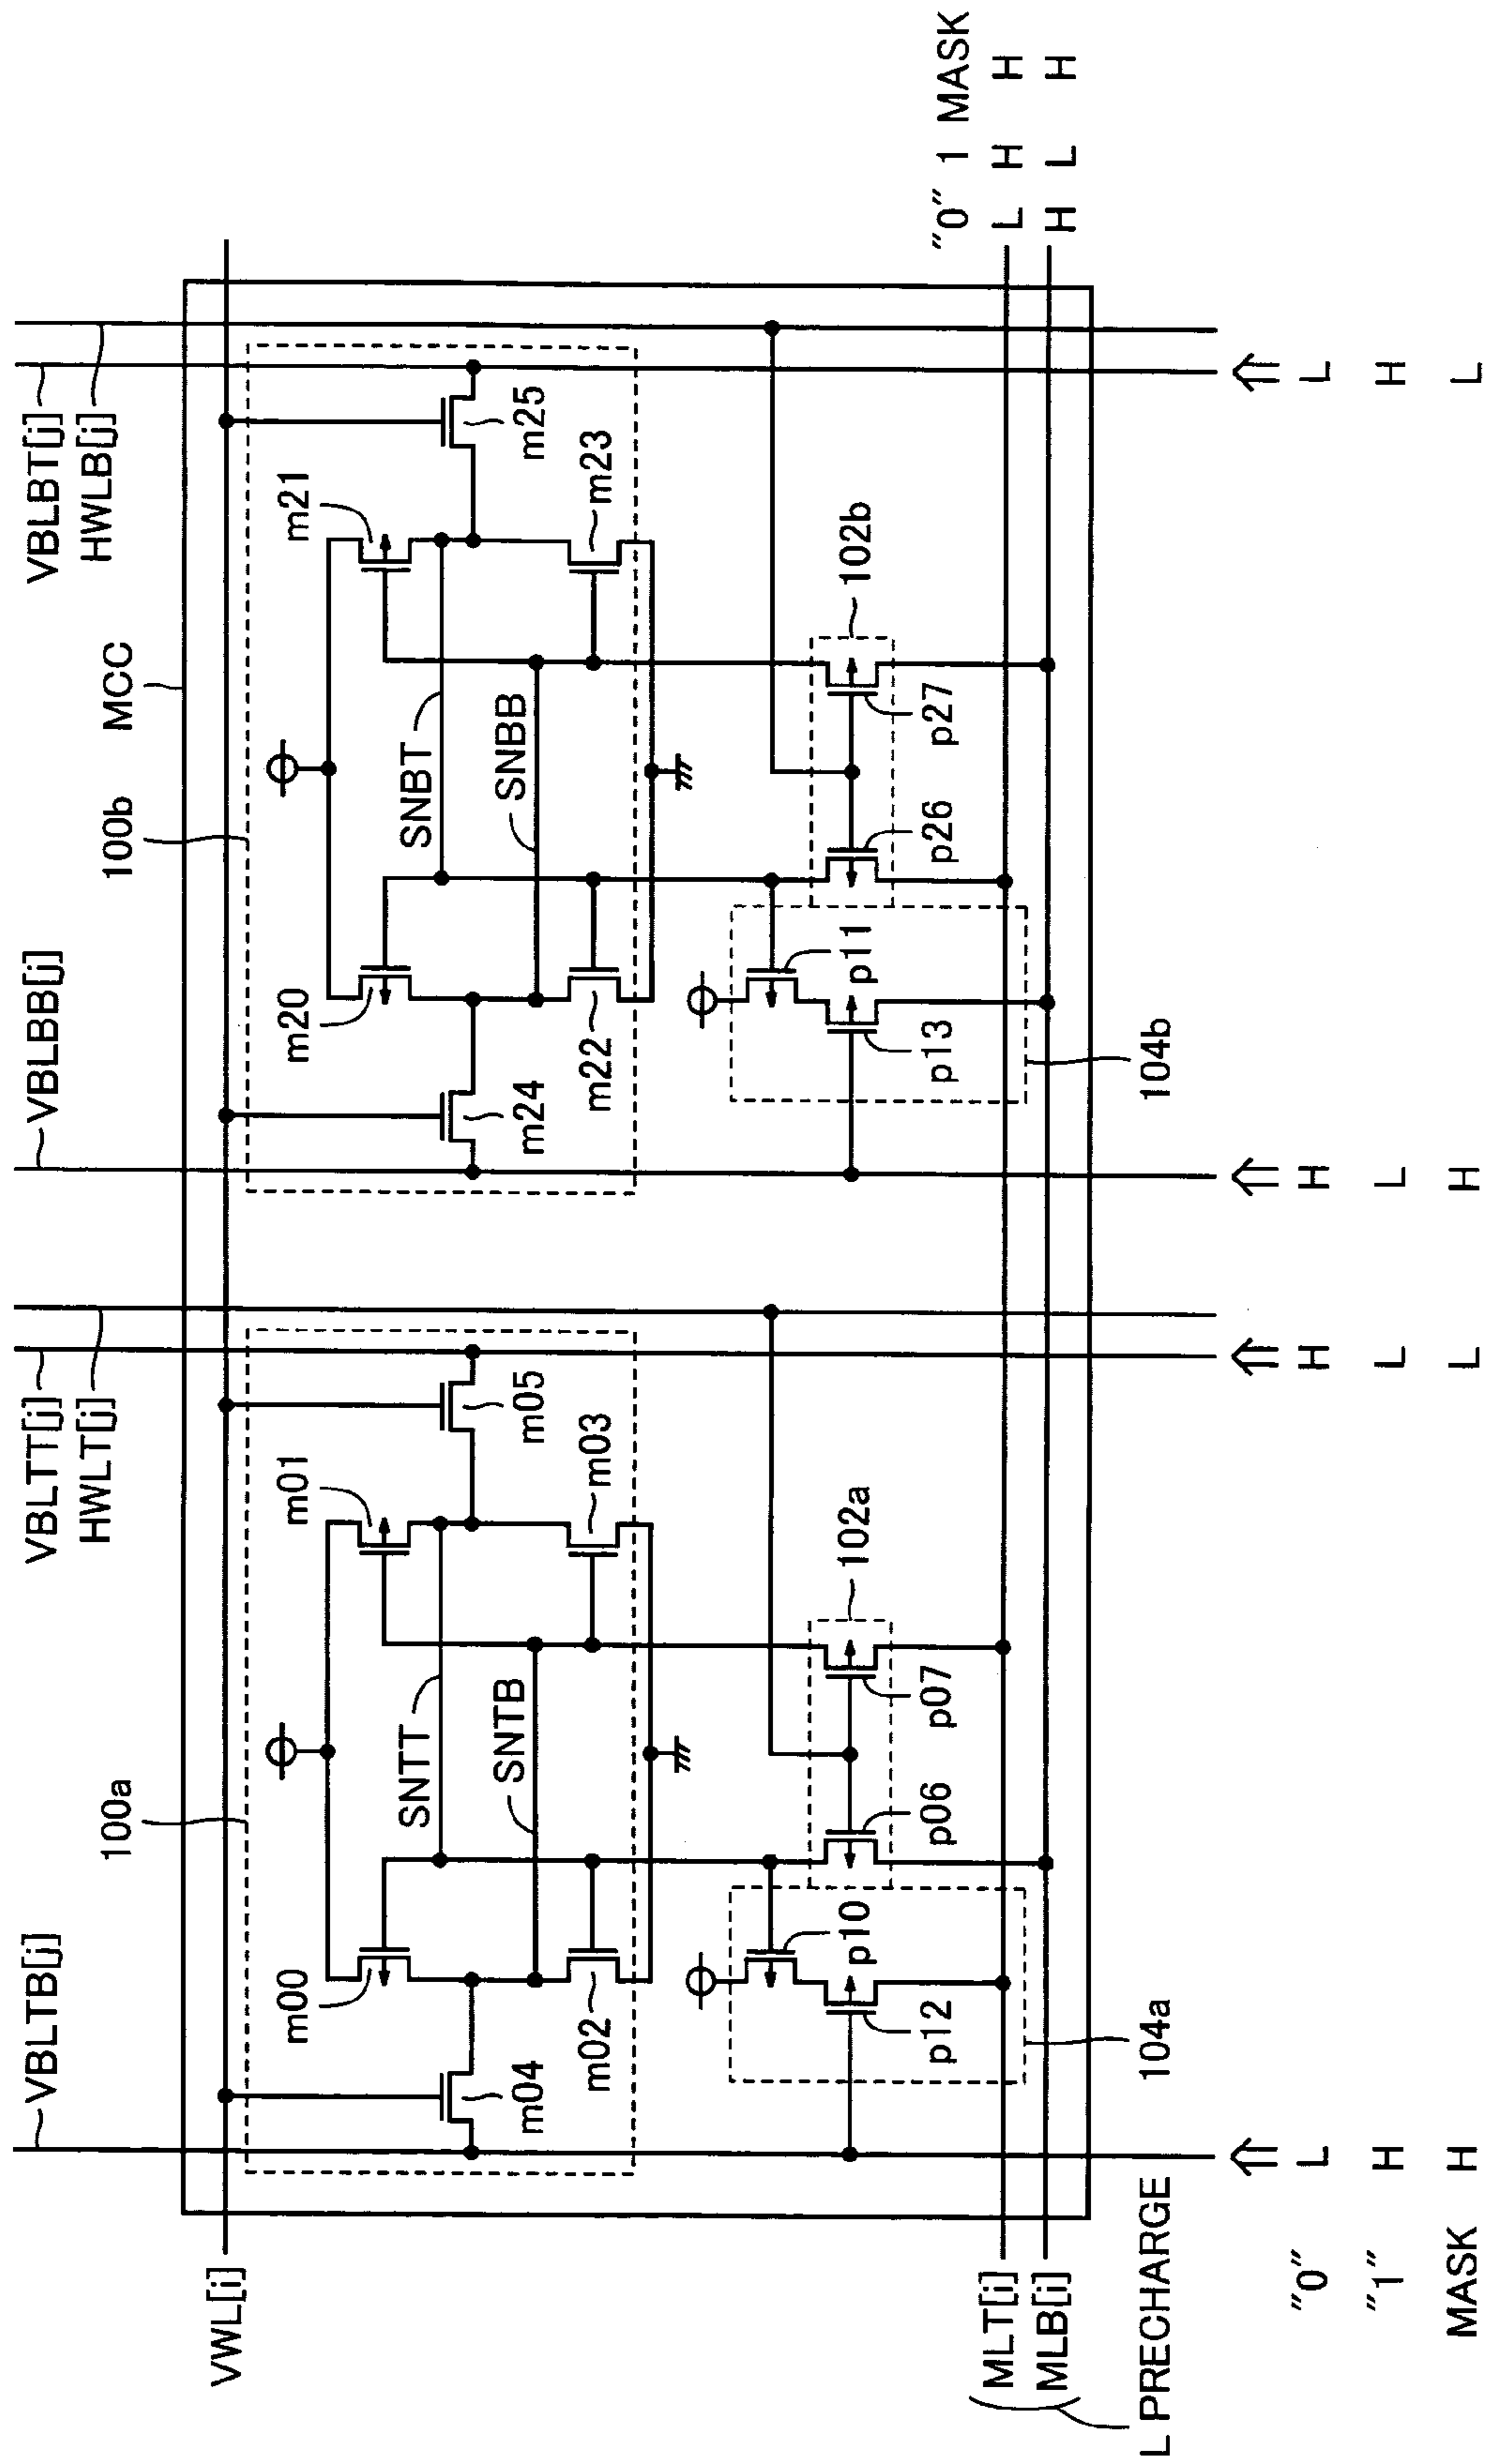 VBLTB[j]
VBLTT[j]
HWLT[j]
VBLBB[j]
VBLBT[j]
HWLB[j]
100a
100b
MCC
VWL[i]
m00
m01
m20
m21
SNTT
SNBT
m04
SNTB
m05
m24
SNBB
m25
m02
m03
m22
m23
p10
102a
p11
102b
p12
p06
p07
p13
p26
p27
"0" 1 MASK
MLT[i]
L H H
MLB[i]
H L H
L PRECHARGE
104a
104b
"0" L H H L
"1" H L L H
MASK H L H L